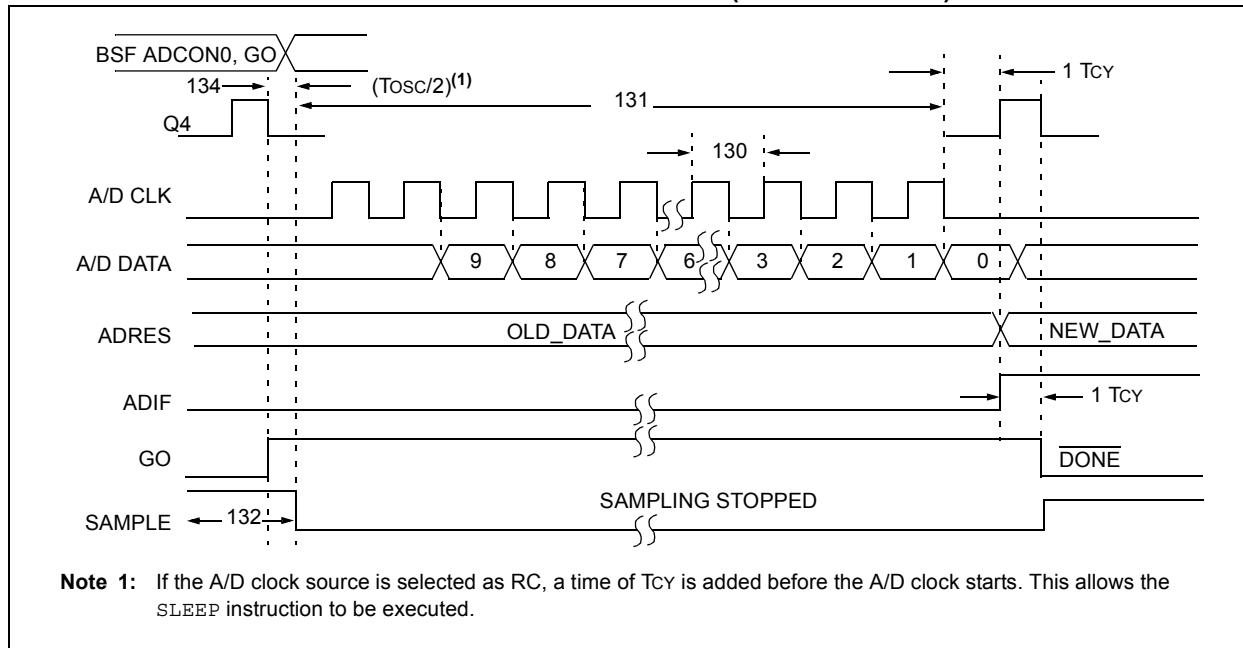 BSF ADCON0, GO
134 (TOSC/2)(1) 131 1 TCY
Q4
130
A/D CLK
A/D DATA 9 8 7 6 3 2 1 0
ADRES OLD_DATA NEW_DATA
ADIF 1 TCY
GO DONE
SAMPLING STOPPED
SAMPLE 132
Note 1: If the A/D clock source is selected as RC, a time of TCY is added before the A/D clock starts. This allows the
SLEEP instruction to be executed.